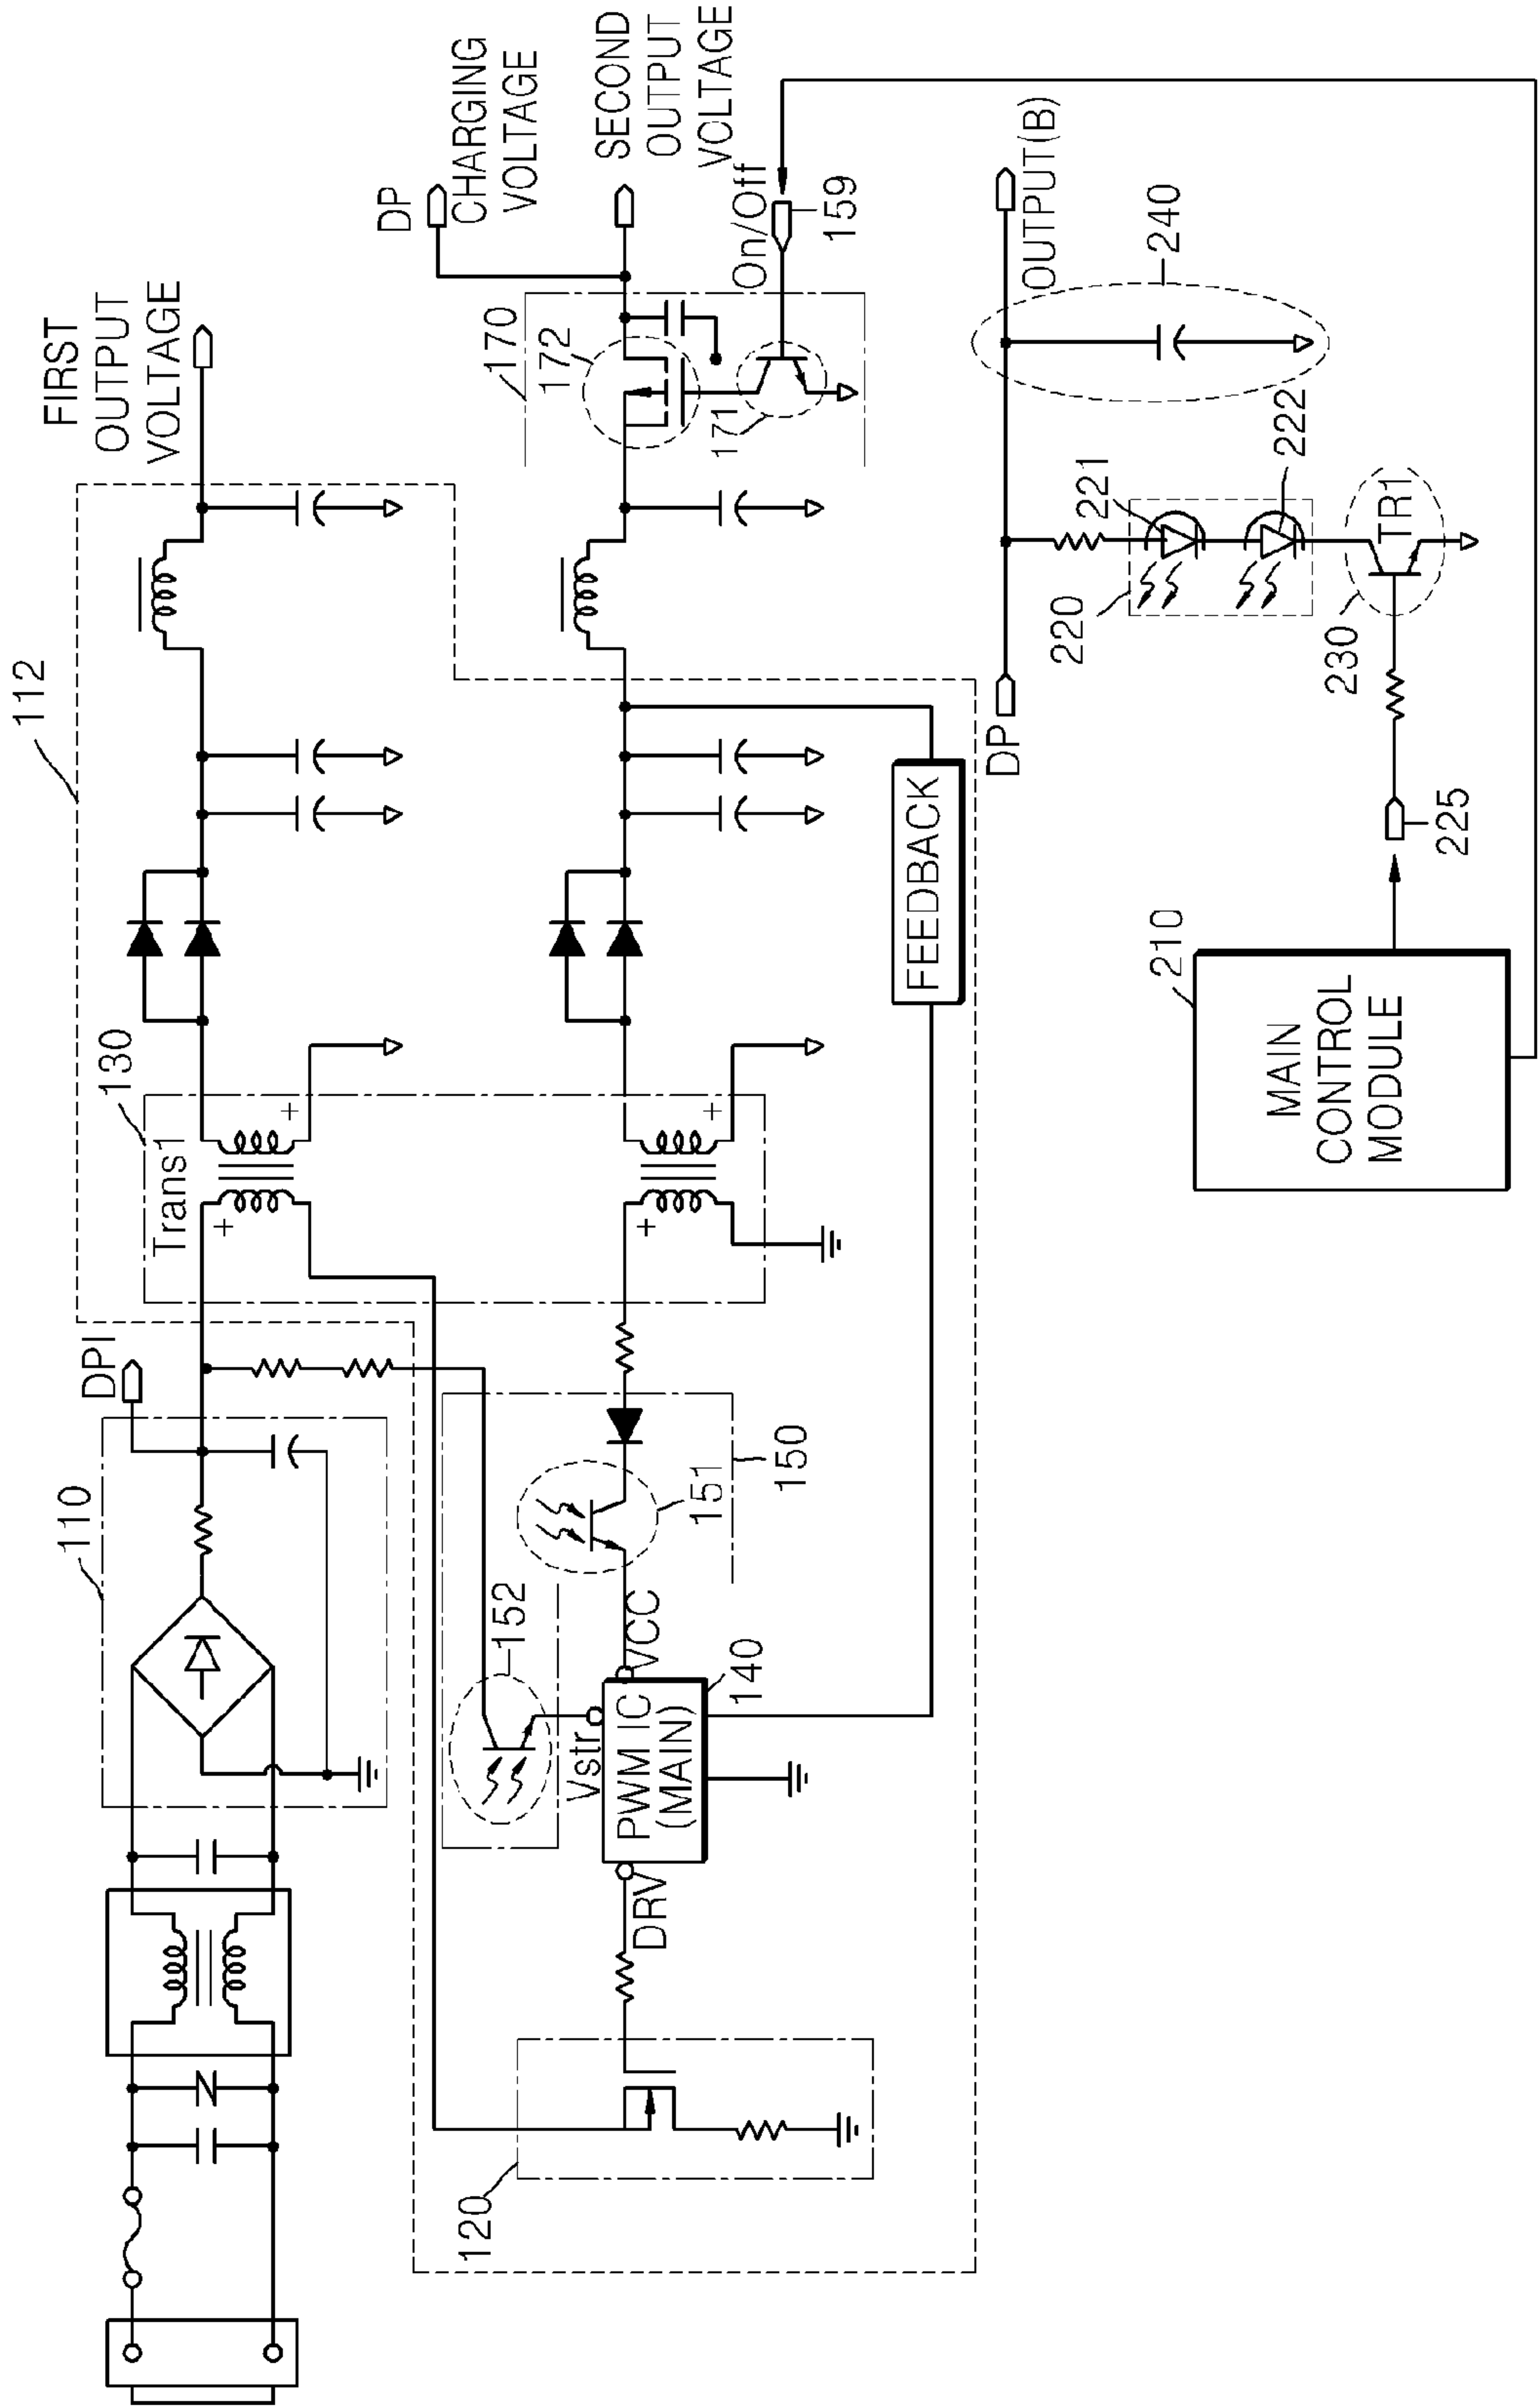 112
FIRST
OUTPUT
VOLTAGE
110
DPI
130
Trans1
DP
CHARGING
VOLTAGE
SECOND
OUTPUT
VOLTAGE
170
172
171
On/Off
159
152
151
150
Vstr
VCC
PWM IC
(MAIN)
140
DRV
120
FEEDBACK
DP
OUTPUT(B)
240
220
221
222
230
TR1
225
210
MAIN
CONTROL
MODULE
+
+
+
+